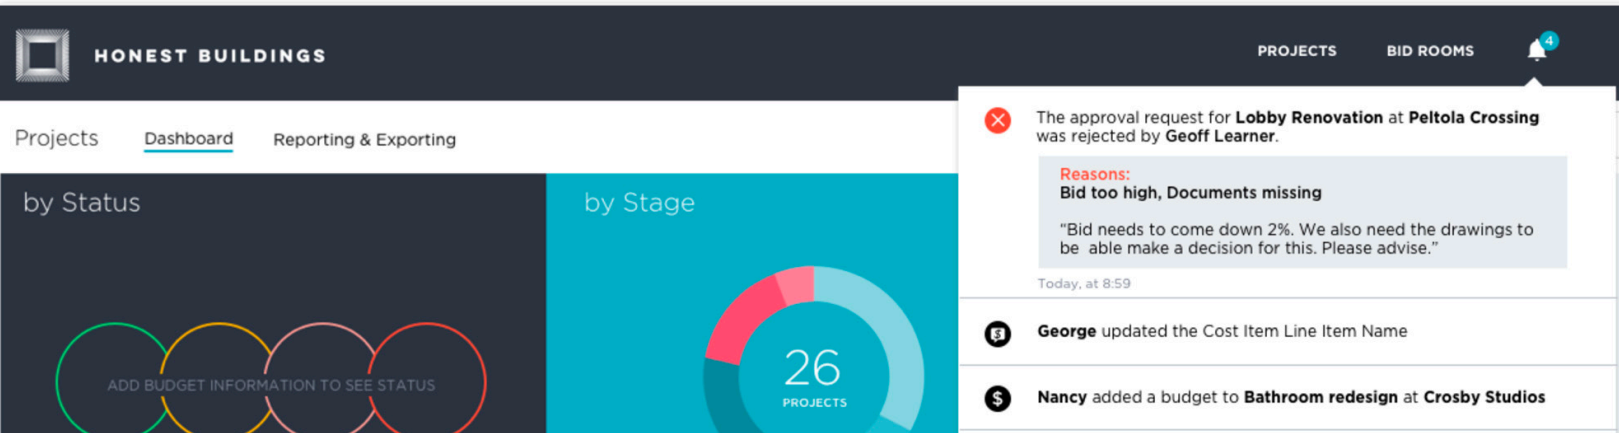 HONEST BUILDINGS
PROJECTS
BID ROOMS
4
Projects
Dashboard
Reporting & Exporting
by Status
ADD BUDGET INFORMATION TO SEE STATUS
by Stage
26
PROJECTS
The approval request for Lobby Renovation at Peltola Crossing
was rejected by Geoff Learner.
Reasons:
Bid too high, Documents missing
“Bid needs to come down 2%. We also need the drawings to
be  able make a decision for this. Please advise.”
Today, at 8:59
George updated the Cost Item Line Item Name
Nancy added a budget to Bathroom redesign at Crosby Studios